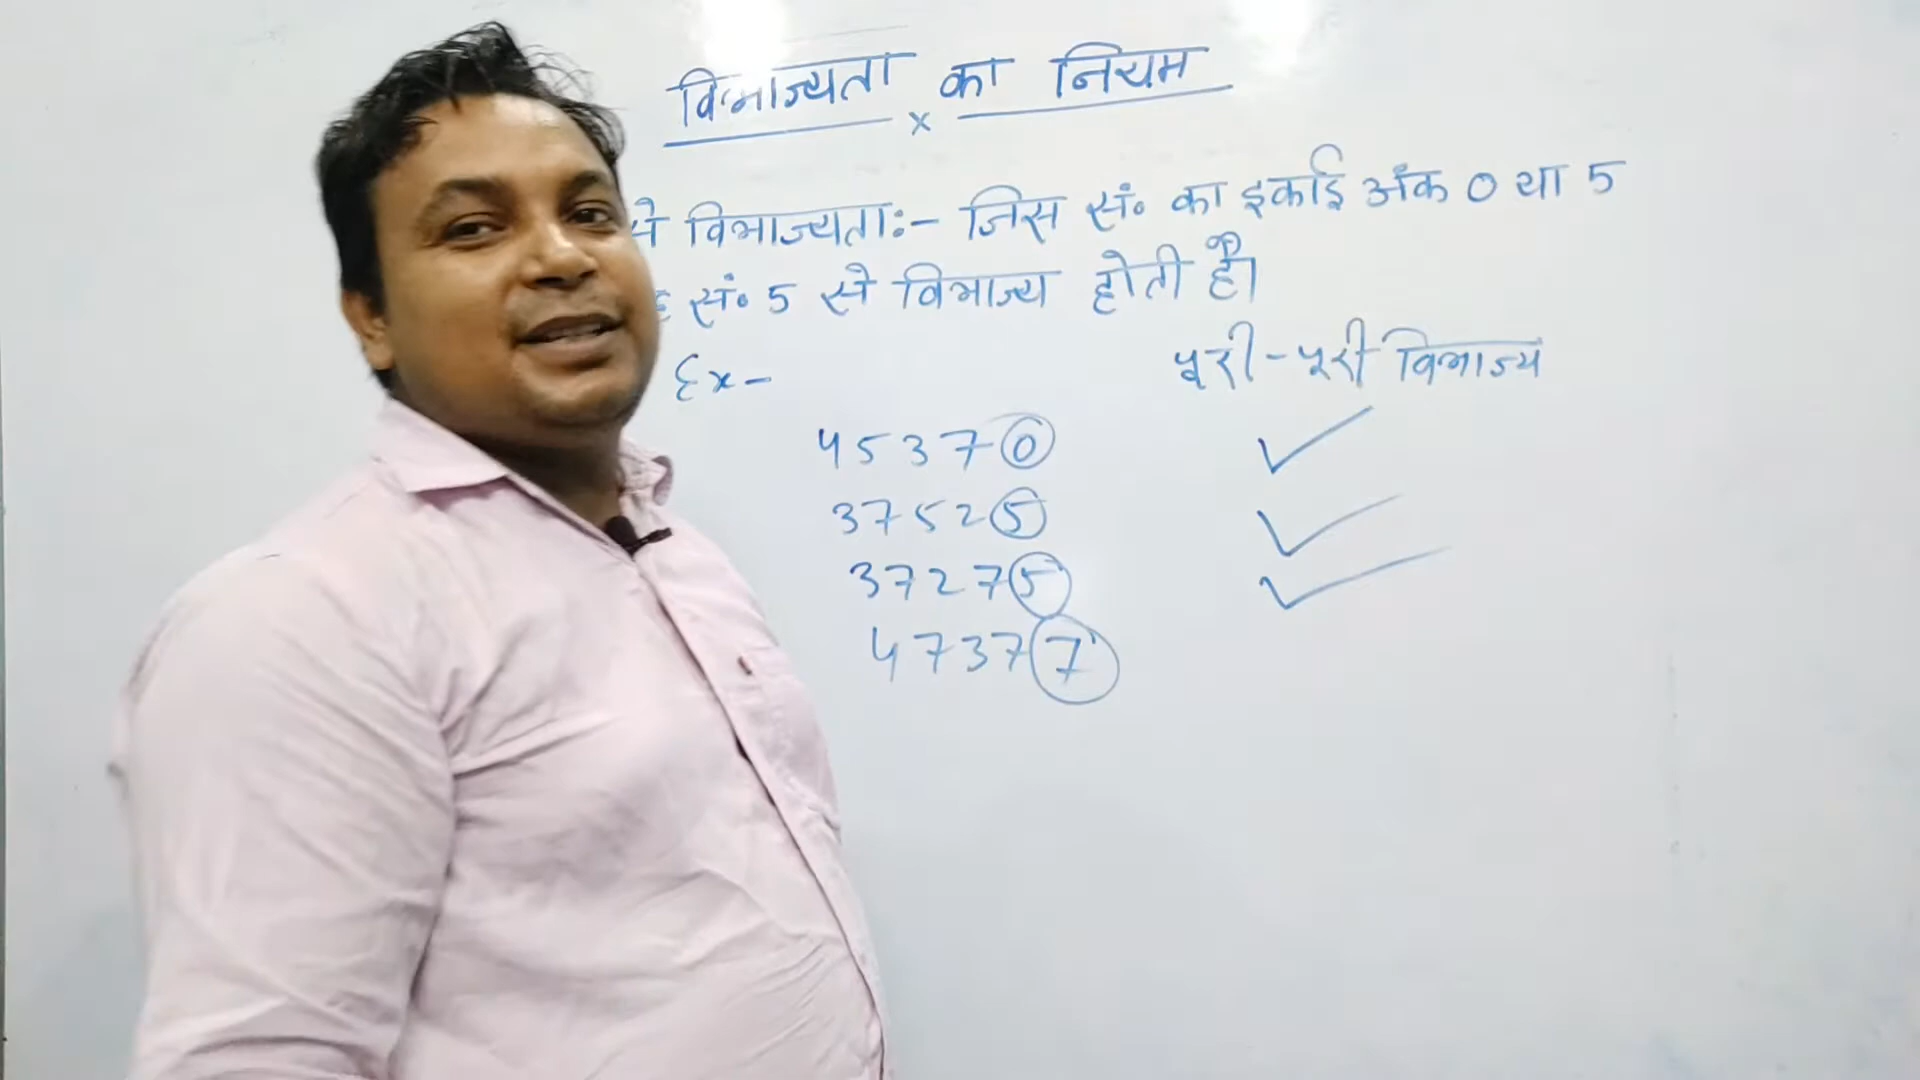 विभाज्यता का नियम
×
से विभाज्यता:- जिस सं॰ का इकाई अंक 0 या 5
सं॰ 5 से विभाज्य होती है।
Ex-
पूरी-पूरी विभाज्य
45370 ✓
37525 ✓
37275 ✓
47377